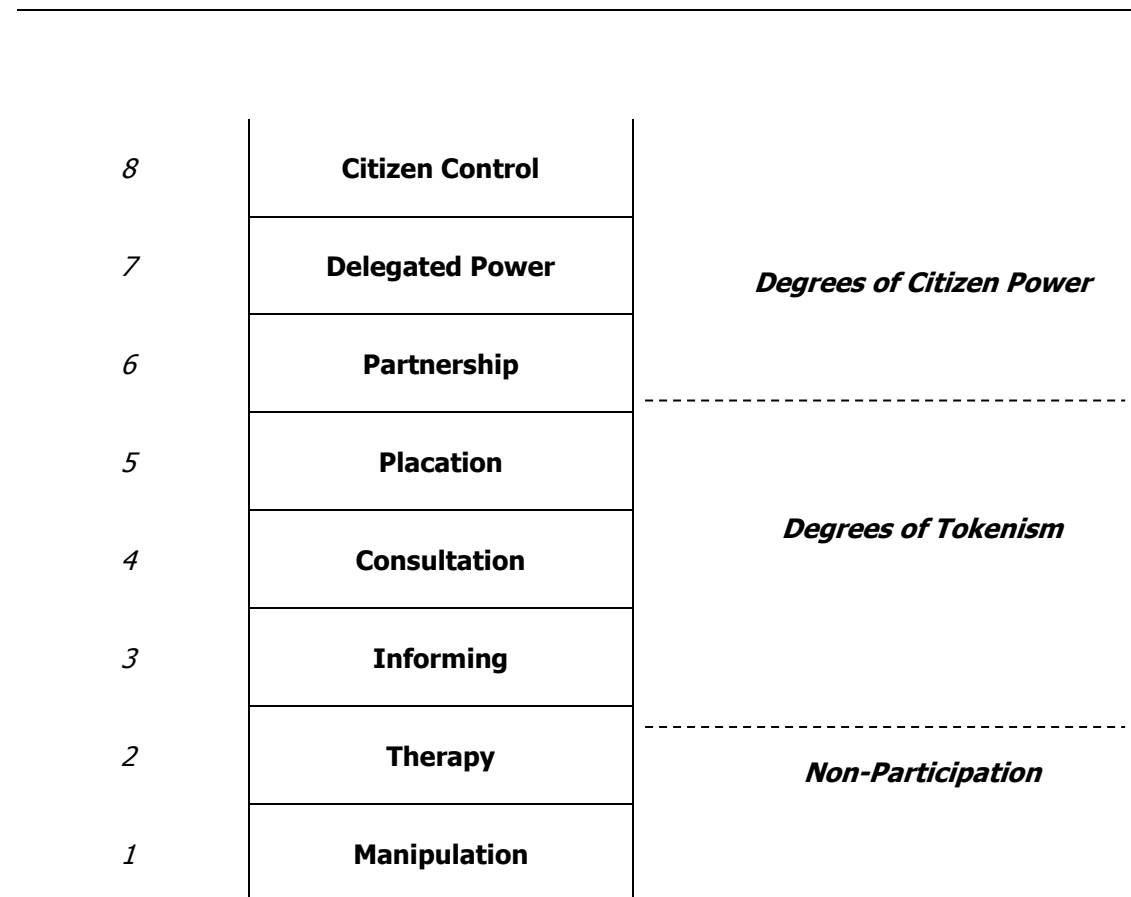 8 Citizen Control
7 Delegated Power
Degrees of Citizen Power
6 Partnership
5 Placation
Degrees of Tokenism
4 Consultation
3 Informing
2 Therapy
Non-Participation
1 Manipulation